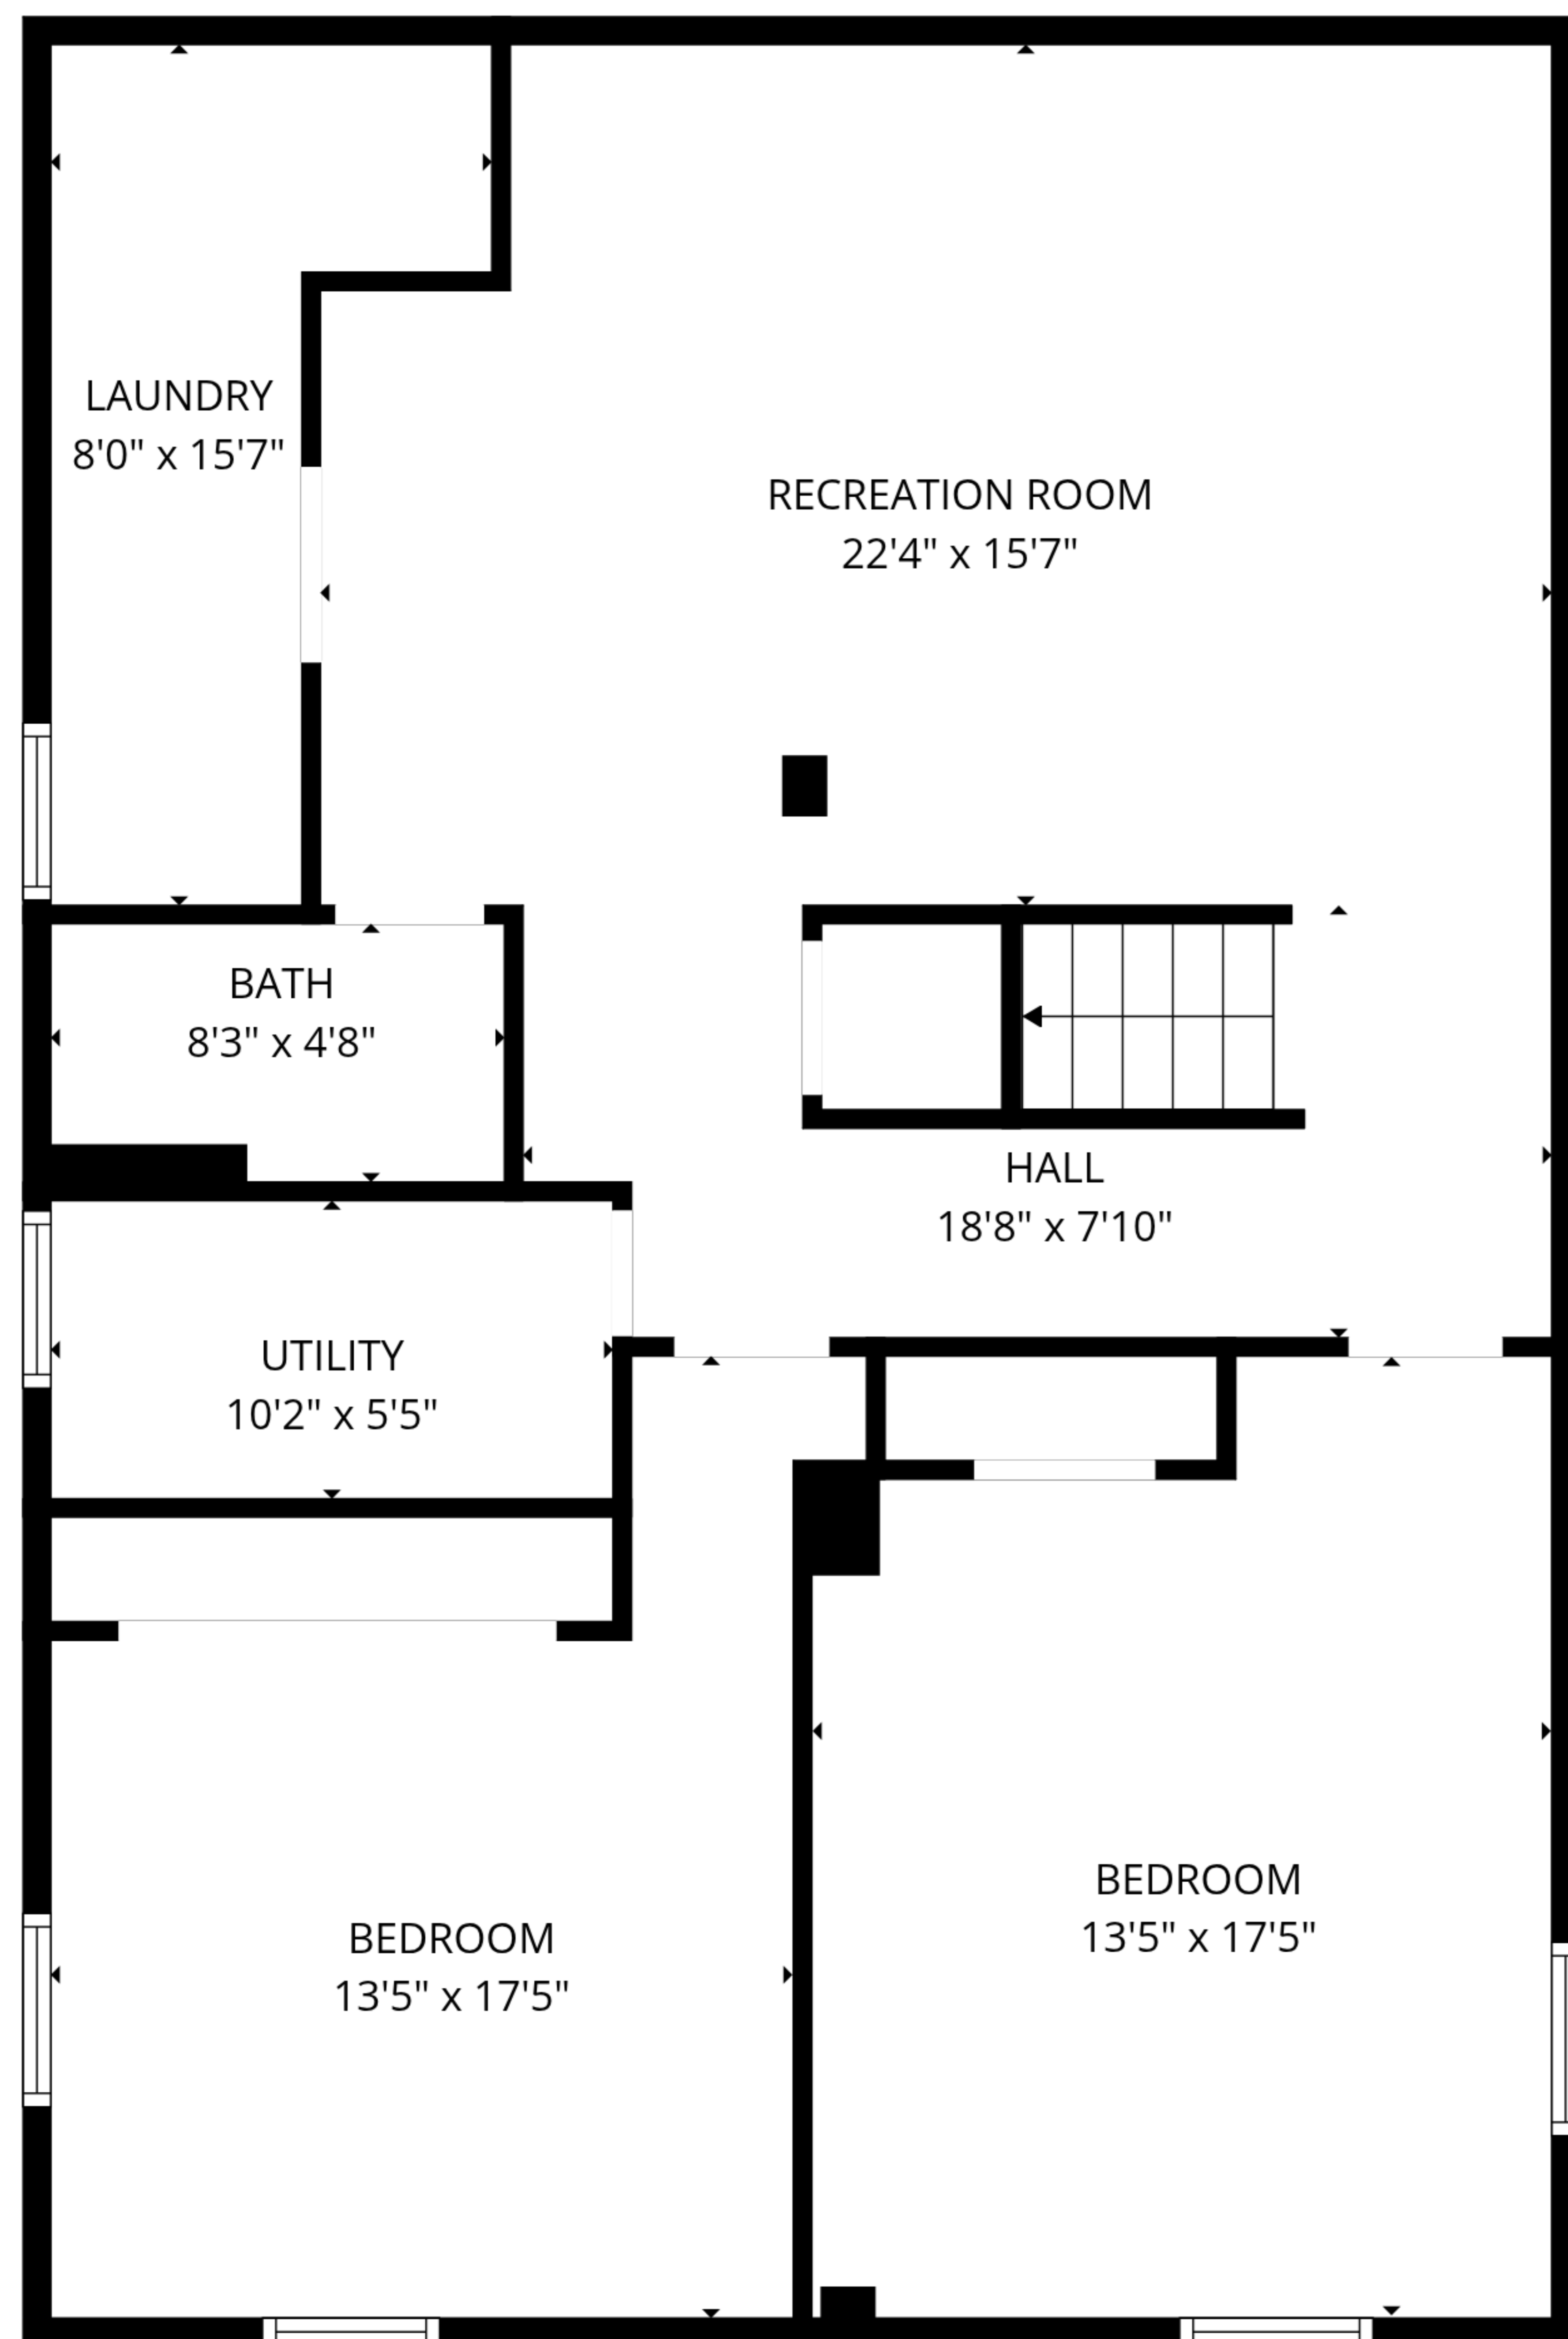 LAUNDRY
8'0" x 15'7"
RECREATION ROOM
22'4" x 15'7"
BATH
8'3" x 4'8"
HALL
18'8" x 7'10"
UTILITY
10'2" x 5'5"
BEDROOM
13'5" x 17'5"
BEDROOM
13'5" x 17'5"